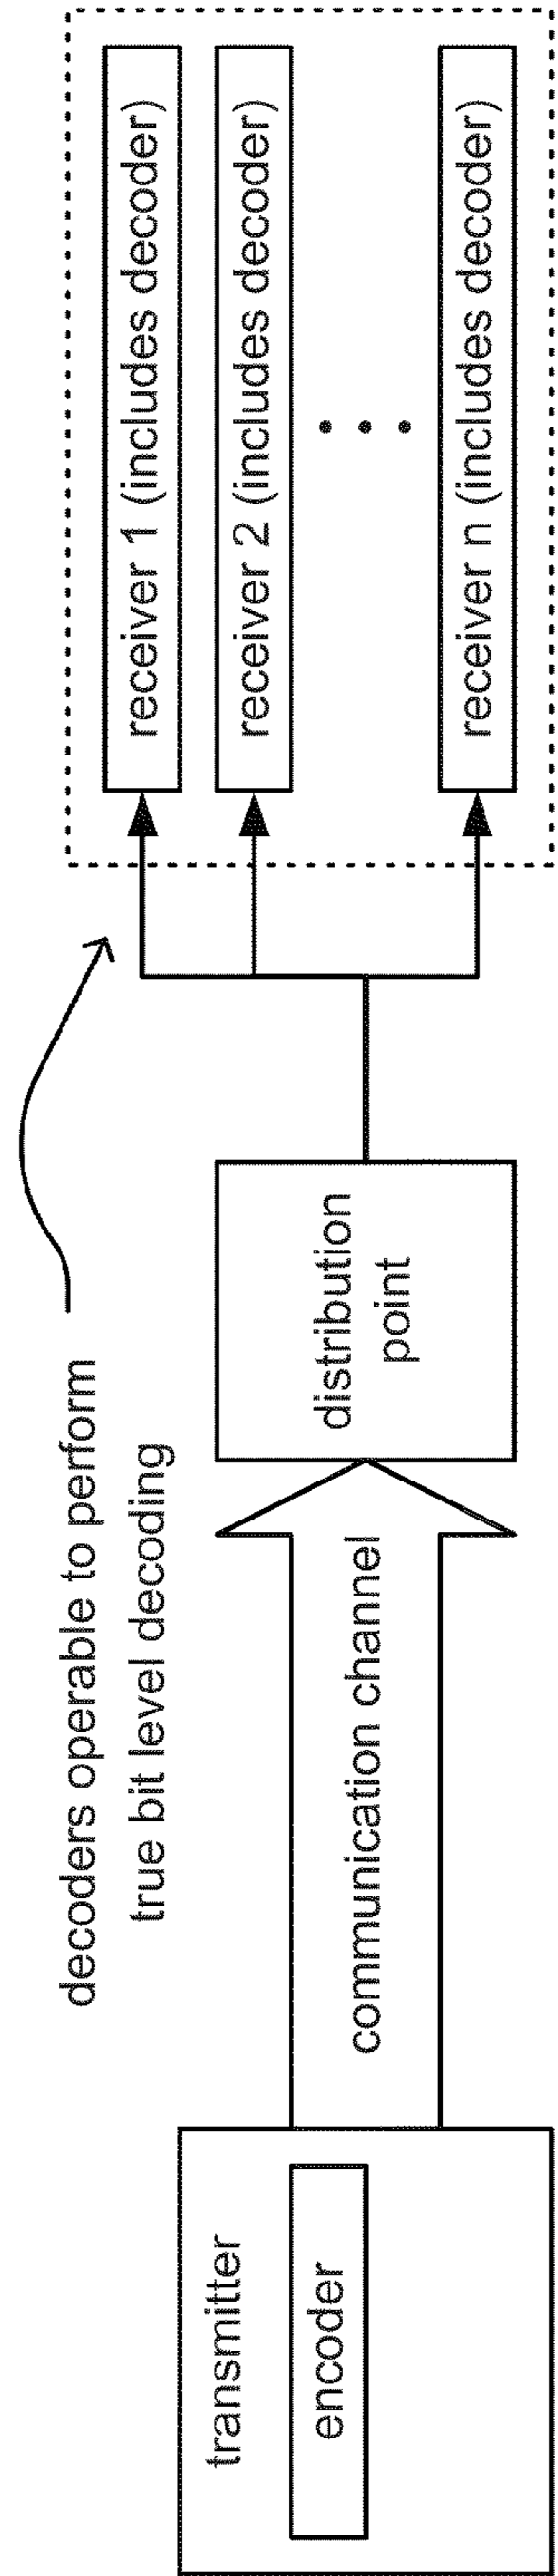 decoders operable to perform
true bit level decoding
transmitter
encoder
communication channel
distribution
point
receiver 1 (includes decoder)
receiver 2 (includes decoder)
receiver n (includes decoder)